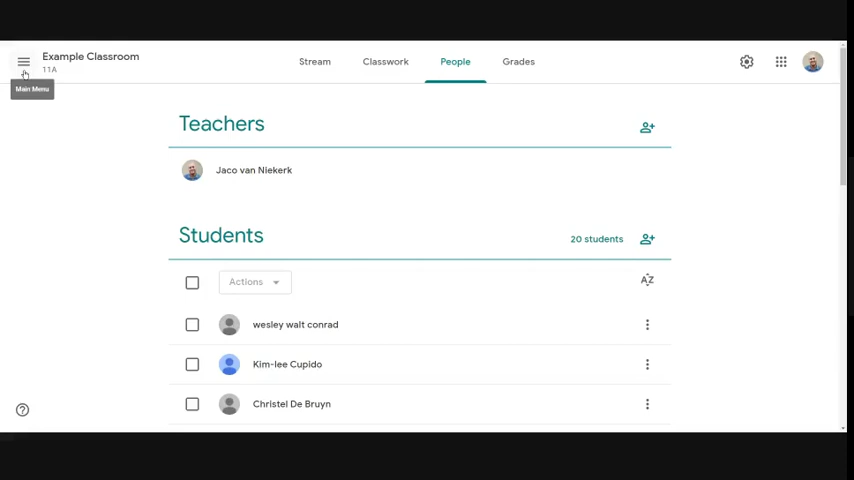 Example Classroom
11A
Stream
Classwork
People
Grades
Main Menu
Teachers
Jaco van Niekerk
Students
20 students
Actions
AZ
wesley walt conrad
Kim-lee Cupido
Christel De Bruyn